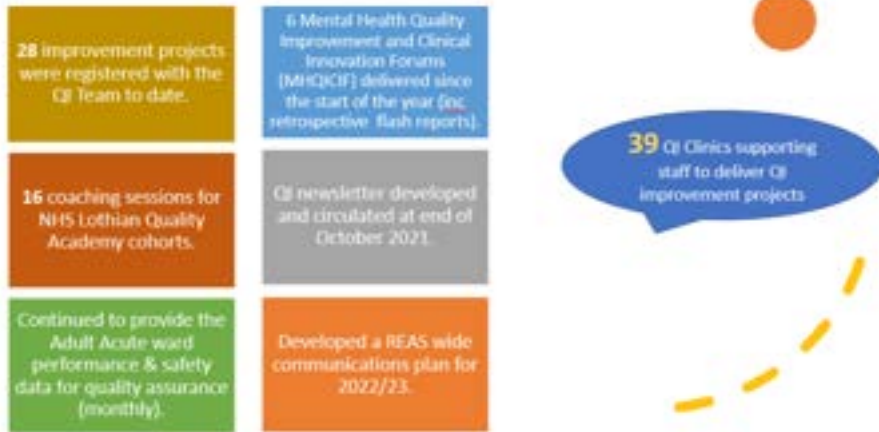 28 improvement projects
were registered with the
QI Team to date.
6 Mental Health Quality
Improvement and Clinical
Innovation Forums
(MHQICIF) delivered since
the start of the year (inc.
retrospective flash reports).
39 QI Clinics supporting
staff to deliver QI
improvement projects
16 coaching sessions for
NHS Lothian Quality
Academy cohorts.
QI newsletter developed
and circulated at end of
October 2021.
Continued to provide the
Adult Acute ward
performance & safety
data for quality assurance
(monthly).
Developed a REAS wide
communications plan for
2022/23.